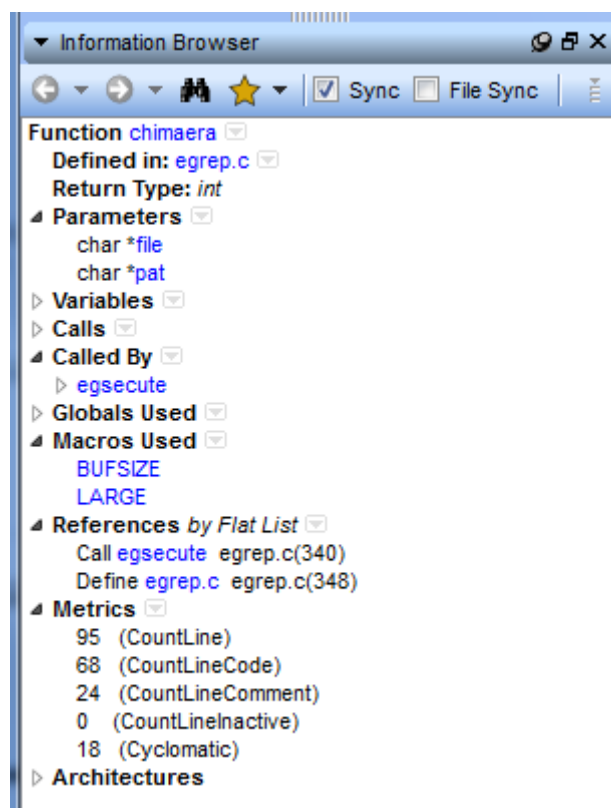 Information Browser
Sync File Sync
Function chimaera
Defined in: egrep.c
Return Type: int
Parameters
char *file
char *pat
Variables
Calls
Called By
egsecute
Globals Used
Macros Used
BUFSIZE
LARGE
References by Flat List
Call egsecute egrep.c(340)
Define egrep.c egrep.c(348)
Metrics
95 (CountLine)
68 (CountLineCode)
24 (CountLineComment)
0 (CountLineInactive)
18 (Cyclomatic)
Architectures